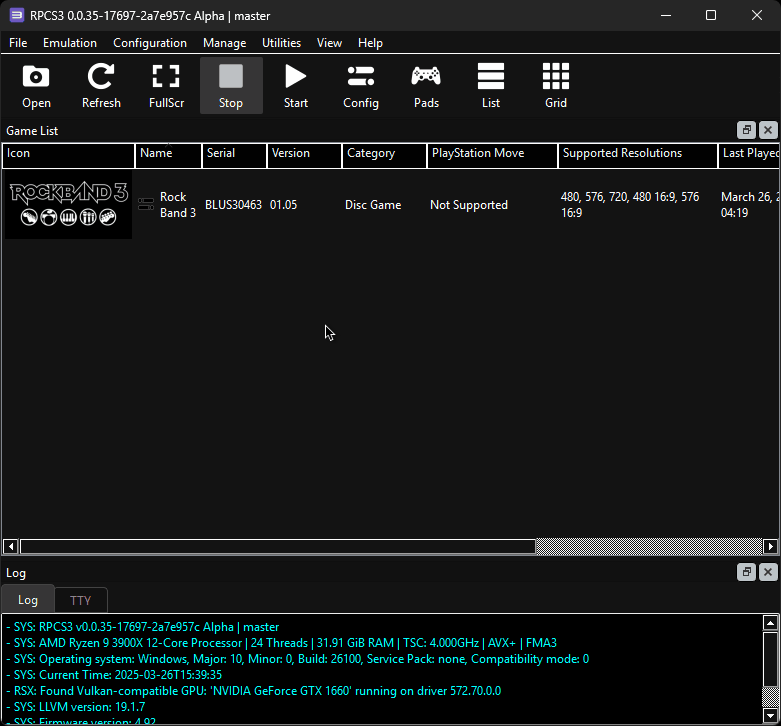 RPCS3 0.0.35-17697-2a7e957c Alpha | master
File Emulation Configuration Manage Utilities View Help
Open Refresh FullScr Stop Start Config Pads List Grid
Game List
Icon Name Serial Version Category PlayStation Move Supported Resolutions Last Played
ROCKBAND 3
Rock Band 3 BLUS30463 01.05 Disc Game Not Supported 480, 576, 720, 480 16:9, 576 16:9 March 26, 04:19
Log
Log TTY
- SYS: RPCS3 v0.0.35-17697-2a7e957c Alpha | master
- SYS: AMD Ryzen 9 3900X 12-Core Processor | 24 Threads | 31.91 GiB RAM | TSC: 4.000GHz | AVX+ | FMA3
- SYS: Operating system: Windows, Major: 10, Minor: 0, Build: 26100, Service Pack: none, Compatibility mode: 0
- SYS: Current Time: 2025-03-26T15:39:35
- RSX: Found Vulkan-compatible GPU: 'NVIDIA GeForce GTX 1660' running on driver 572.70.0.0
- SYS: LLVM version: 19.1.7
- SYS: Firmware version: 4.92